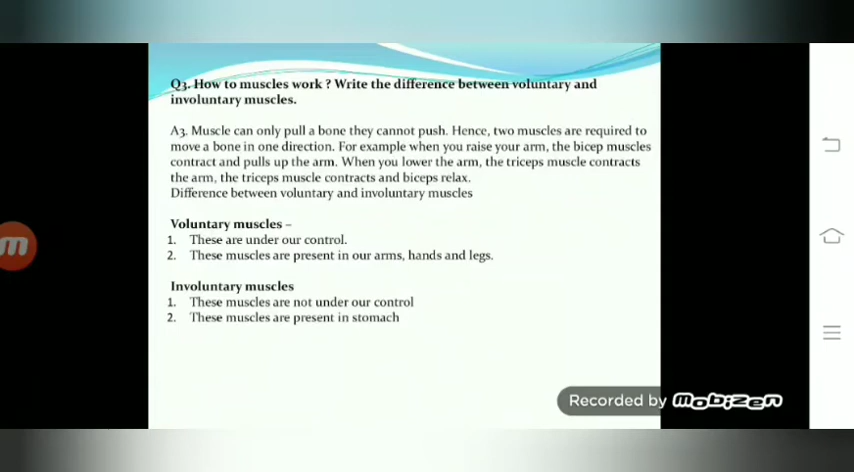 Q3. How to muscles work ? Write the difference between voluntary and
involuntary muscles.
A3. Muscle can only pull a bone they cannot push. Hence, two muscles are required to
move a bone in one direction. For example when you raise your arm, the bicep muscles
contract and pulls up the arm. When you lower the arm, the triceps muscle contracts
the arm, the triceps muscle contracts and biceps relax.
Difference between voluntary and involuntary muscles
Voluntary muscles –
1. These are under our control.
2. These muscles are present in our arms, hands and legs.
Involuntary muscles
1. These muscles are not under our control
2. These muscles are present in stomach
Recorded by mobizen